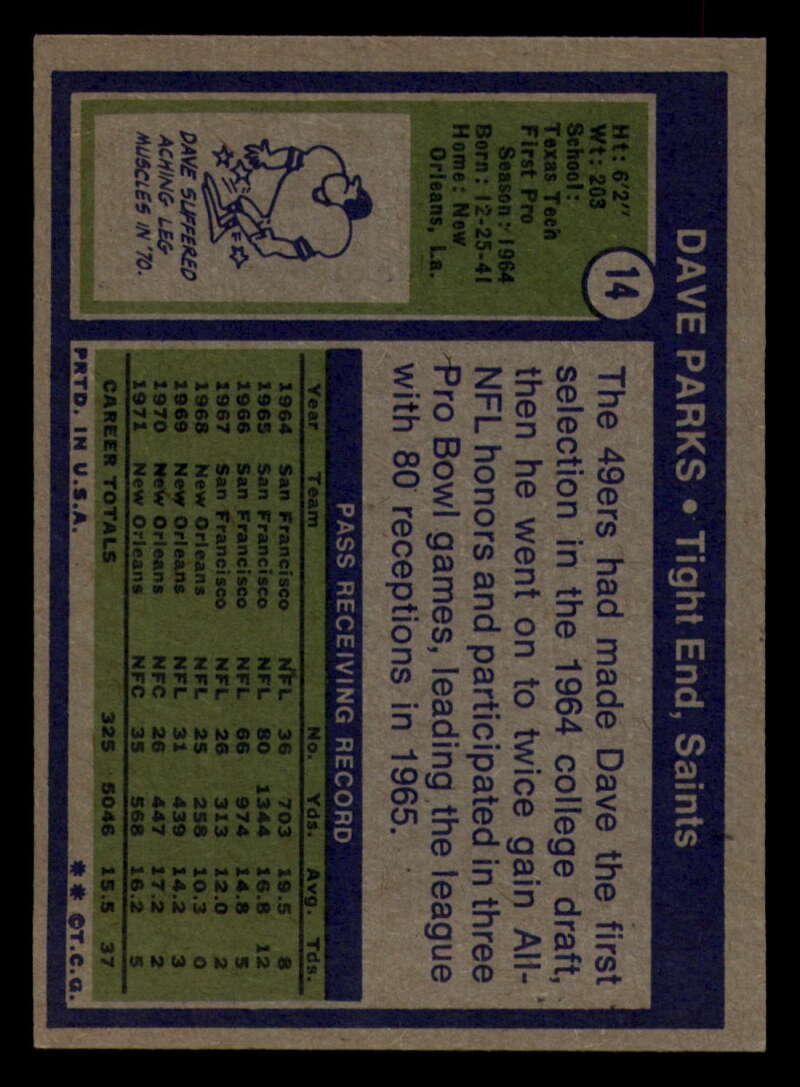 DAVE PARKS • Tight End, Saints
14
Ht: 6'2"
Wt: 203
School:
Texas Tech
First Pro
Season: 1964
Born: 12-25-41
Home: New
Orleans, La.
DAVE SUFFERED
ACHING LEG
MUSCLES IN '70.
The 49ers had made Dave the first
selection in the 1964 college draft,
then he went on to twice gain All-
NFL honors and participated in three
Pro Bowl games, leading the league
with 80 receptions in 1965.
PASS RECEIVING RECORD
Year Team No. Yds. Avg. Tds.
1964 San Francisco NFL 36 703 19.5 8
1965 San Francisco NFL 80 1344 16.8 12
1966 San Francisco NFL 66 974 14.8 5
1967 San Francisco NFL 26 313 12.0 2
1968 New Orleans NFL 25 258 10.3 0
1969 New Orleans NFL 31 439 14.2 3
1970 New Orleans NFC 26 447 17.2 2
1971 New Orleans NFC 35 568 16.2 5
CAREER TOTALS 325 5046 15.5 37
PRTD. IN U.S.A. ** ©T.C.G.